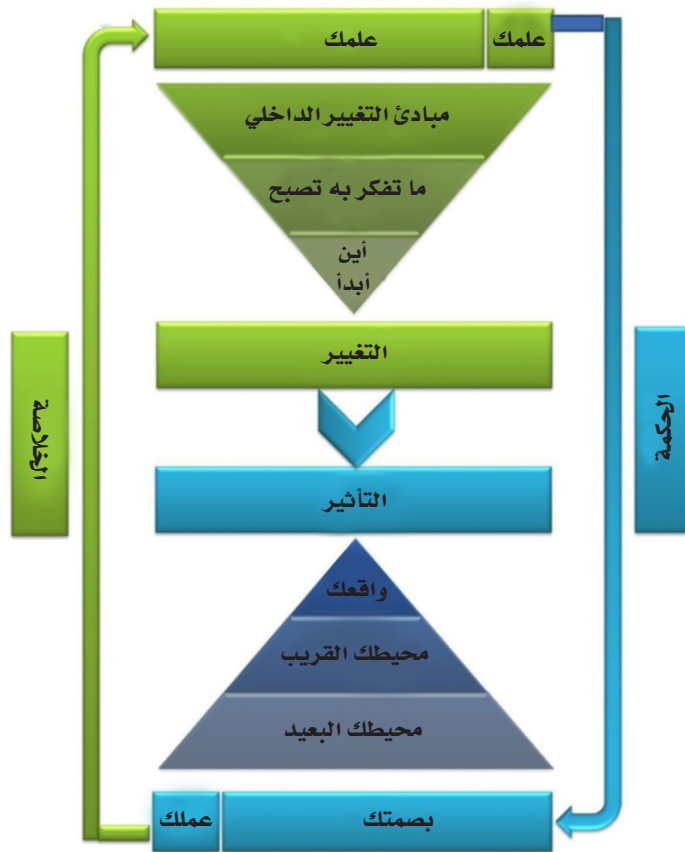 علمك
علمك
مبادئ التغيير الداخلي
ما تفكر به تصبح
أين
أبدأ
التغيير
الحكمة
الخلاصة
التأثير
واقعك
محيطك القريب
محيطك البعيد
بصمتك
عملك